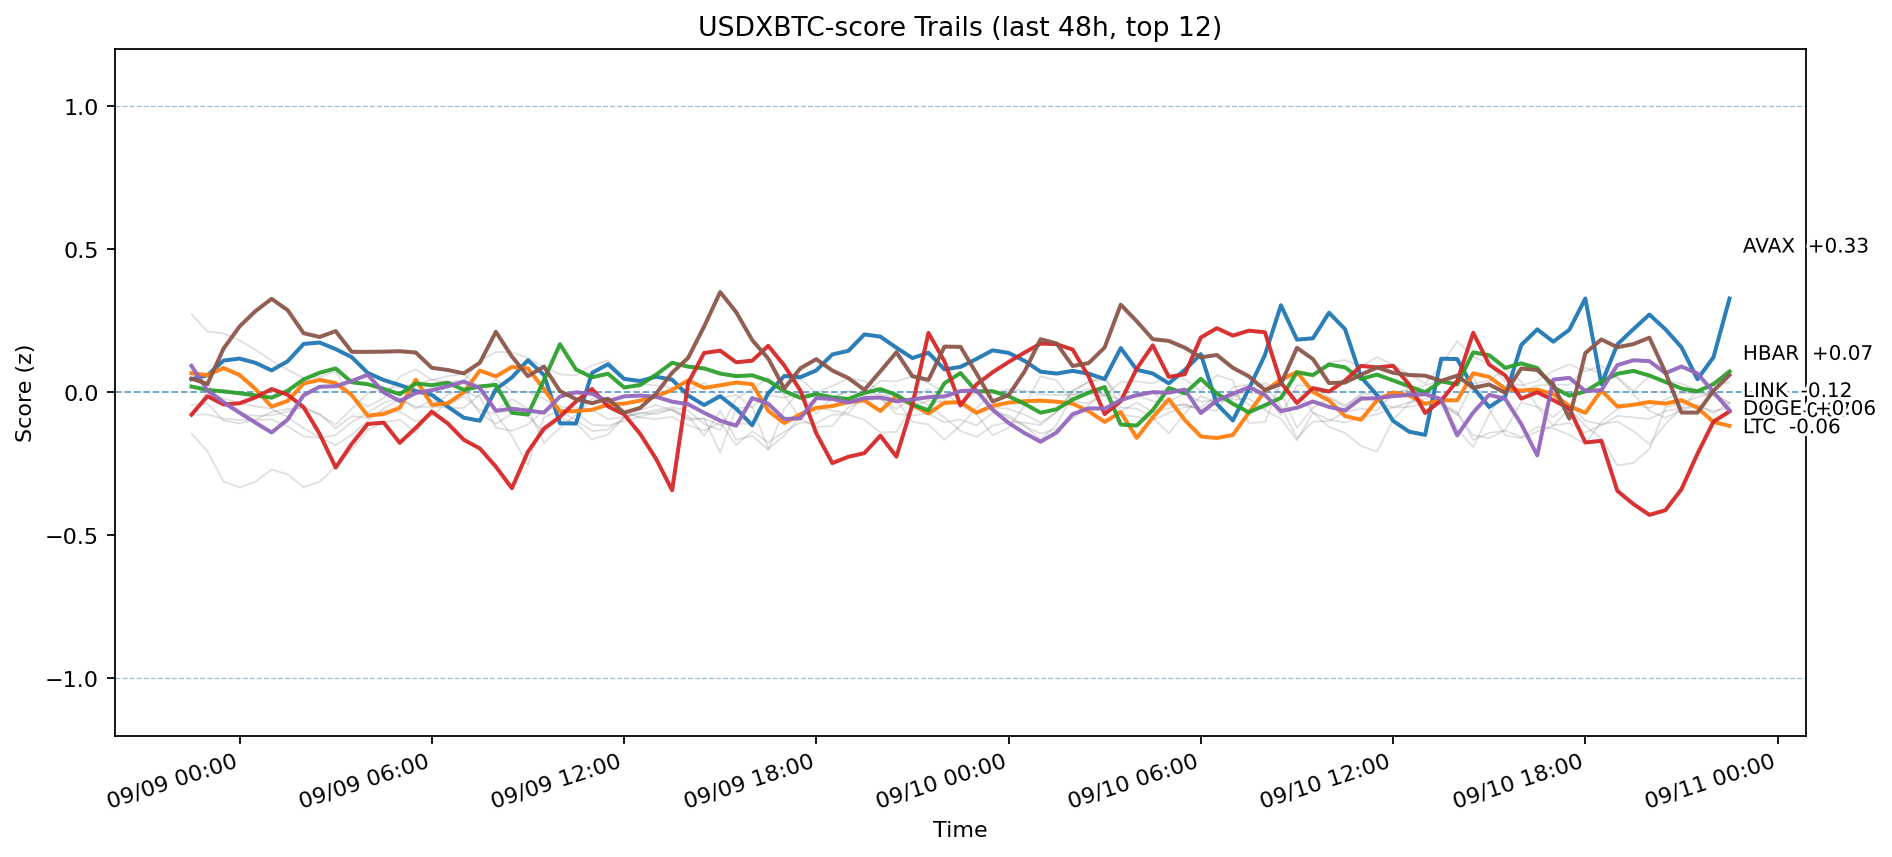 USDXBTC-score Trails (last 48h, top 12)
Score (z)
1.0
0.5
0.0
−0.5
−1.0
AVAX +0.33
HBAR +0.07
LINK -0.12
DOGE +0.06
LTC -0.06
09/09 00:00
09/09 06:00
09/09 12:00
09/09 18:00
09/10 00:00
09/10 06:00
09/10 12:00
09/10 18:00
09/11 00:00
Time